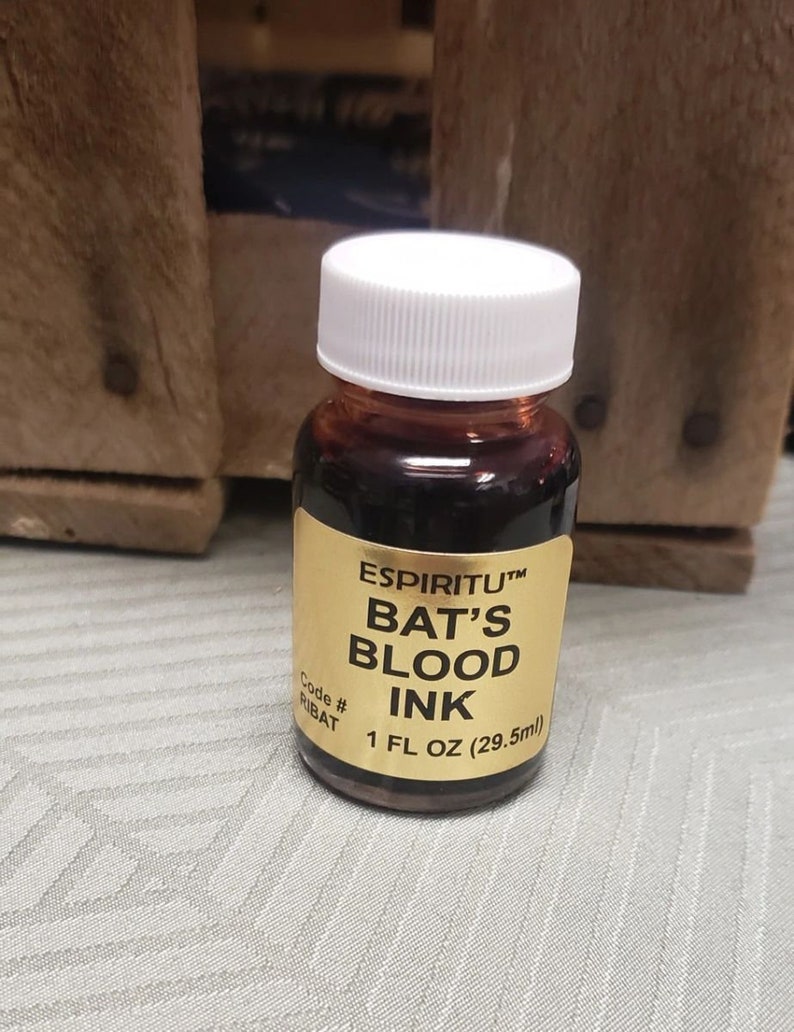 ESPIRITU™
BAT'S
BLOOD
INK
Code #
RIBAT
1 FL OZ (29.5ml)